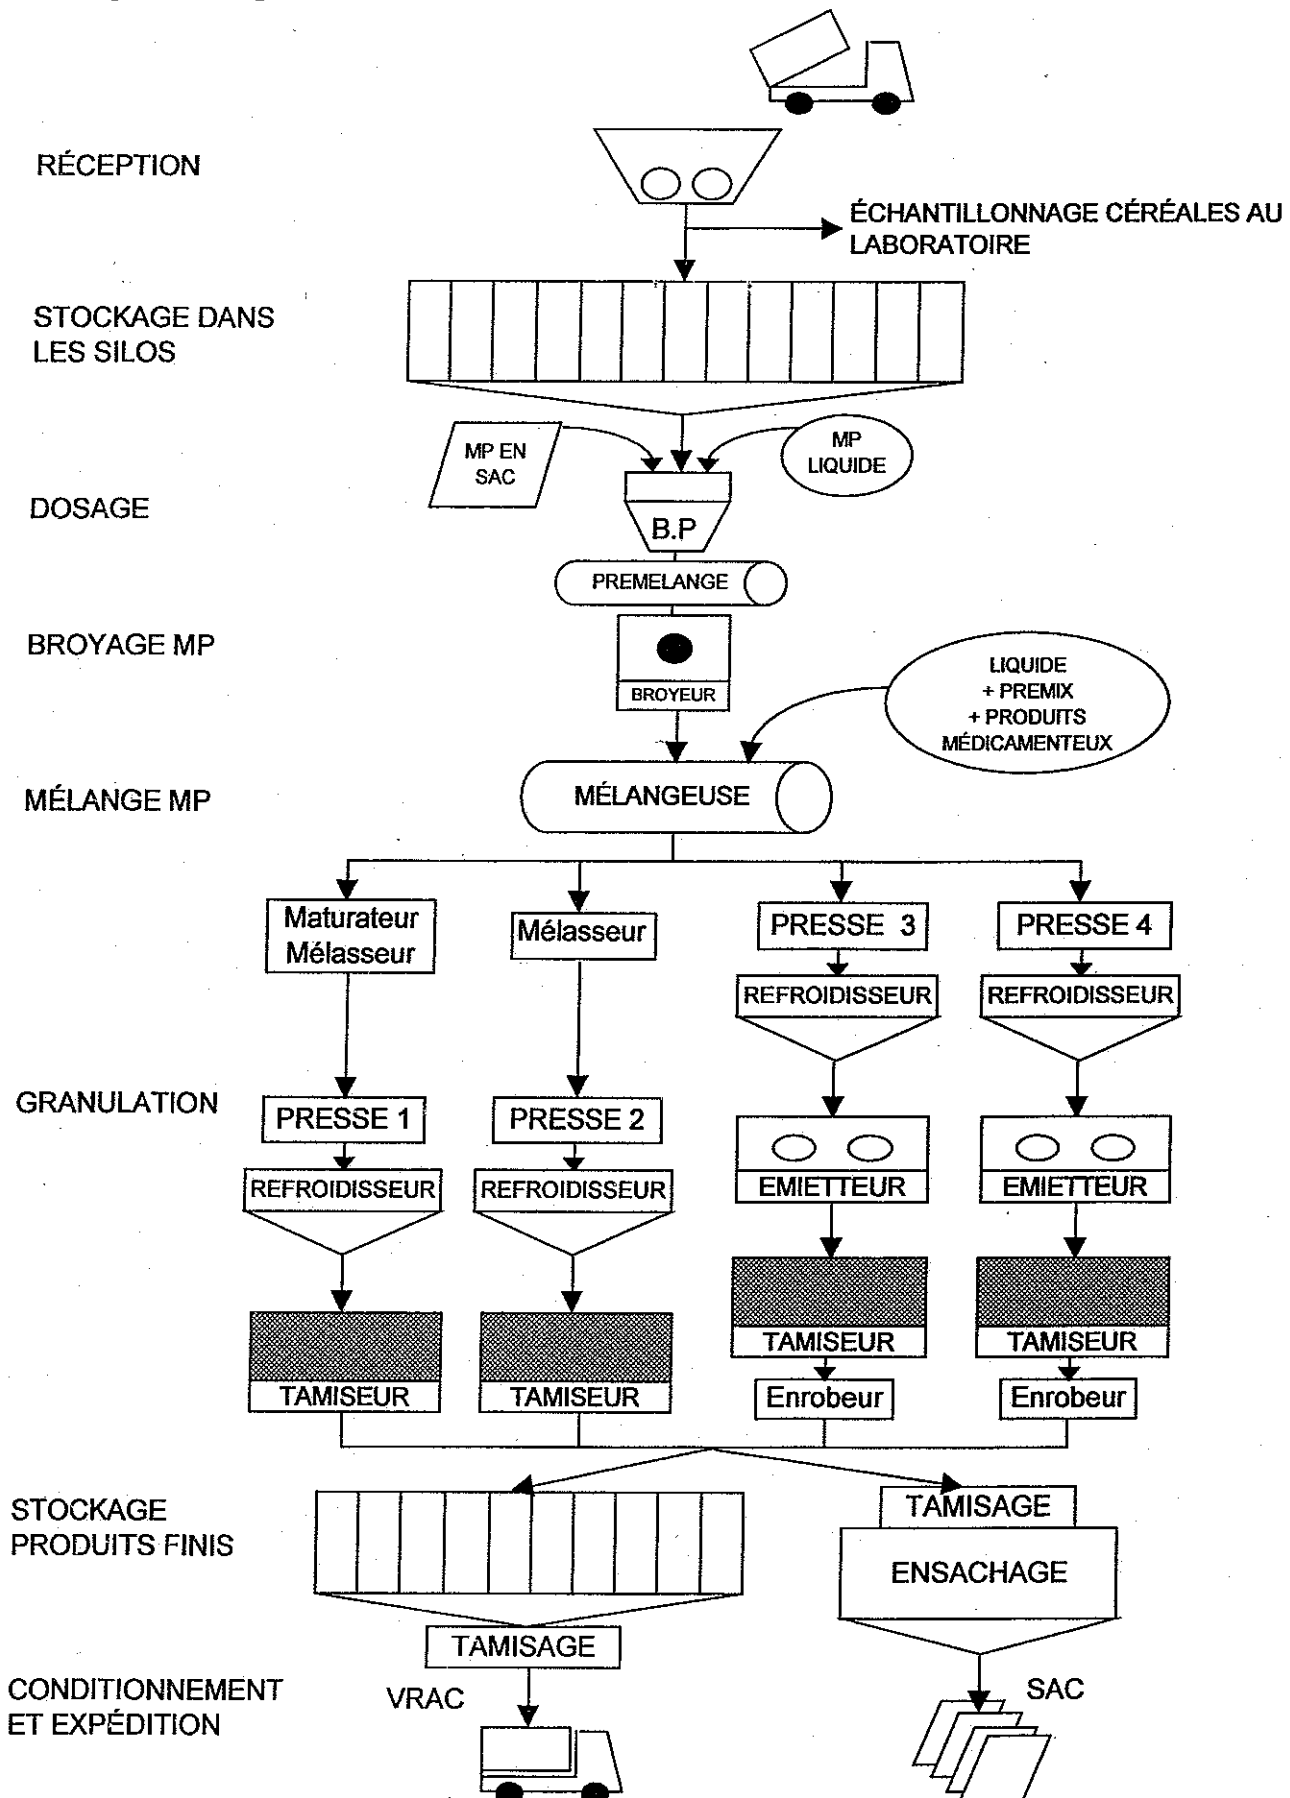 RÉCEPTION
ÉCHANTILLONNAGE CÉRÉALES AU
LABORATOIRE
STOCKAGE DANS
LES SILOS
MP EN
SAC
MP
LIQUIDE
DOSAGE
B.P
PREMELANGE
BROYAGE MP
BROYEUR
LIQUIDE
+ PREMIX
+ PRODUITS
MÉDICAMENTEUX
MÉLANGE MP
MÉLANGEUSE
Maturateur
Mélasseur
Mélasseur
PRESSE 3
PRESSE 4
REFROIDISSEUR
REFROIDISSEUR
GRANULATION
PRESSE 1
PRESSE 2
REFROIDISSEUR
REFROIDISSEUR
EMIETTEUR
EMIETTEUR
TAMISEUR
TAMISEUR
TAMISEUR
TAMISEUR
Enrobeur
Enrobeur
STOCKAGE
PRODUITS FINIS
TAMISAGE
ENSACHAGE
TAMISAGE
CONDITIONNEMENT
ET EXPÉDITION
VRAC
SAC